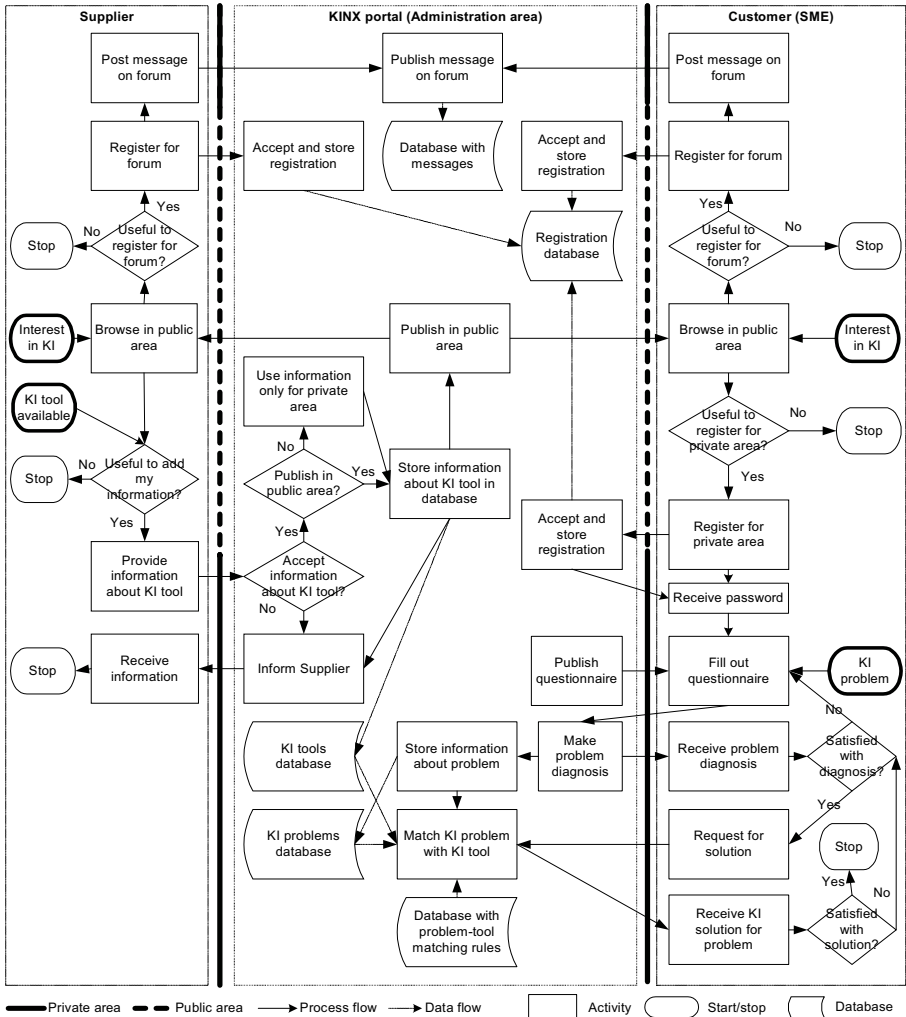 Supplier
KINX portal (Administration area)
Customer (SME)
Post message on
forum
Publish message
on forum
Post message on
forum
Register for
forum
Accept and store
registration
Database with
messages
Accept and
store
registration
Register for forum
Yes
Yes
No
Stop
Useful to
register for
forum?
Registration
database
Useful to
register for
forum?
No
Stop
Interest
in KI
Browse in public
area
Publish in public
area
Browse in public
area
Interest
in KI
KI tool
available
Use information
only for private
area
Useful to
register for
private area?
No
Stop
No
Stop
Useful to add
my
information?
Yes
No
Publish in
public area?
Yes
Store information
about KI tool
in database
Yes
Yes
Provide
information
about KI tool
Accept
information
about KI tool?
No
Accept and
store
registration
Register for
private area
Receive password
Stop
Receive
information
Inform Supplier
Publish
questionnaire
Fill out
questionnaire
KI
problem
No
KI tools
database
Store information
about problem
Make
problem
diagnosis
Receive problem
diagnosis
Satisfied
with
diagnosis?
Yes
KI problems
database
Match KI problem
with KI tool
Request for
solution
Stop
Yes
No
Database with
problem-tool
matching rules
Receive KI
solution for
problem
Satisfied
with
solution?
Private area
Public area
Process flow
Data flow
Activity
Start/stop
Database